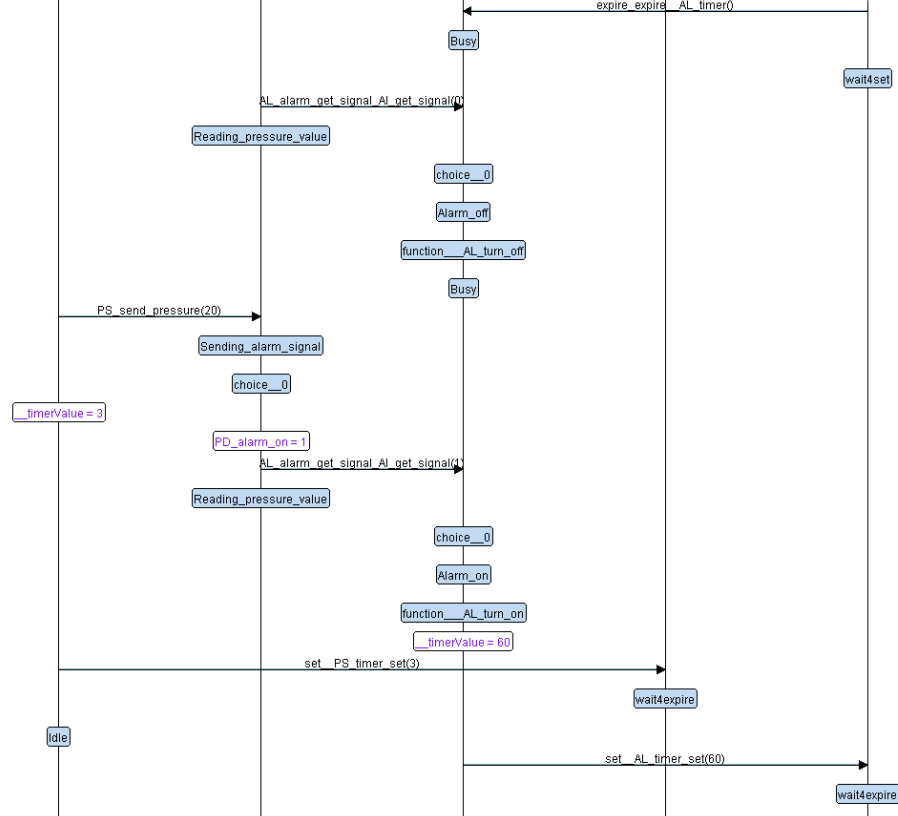 expire_expire__AL_timer()
Busy
wait4set
AL_alarm_get_signal_Al_get_signal(0)
Reading_pressure_value
choice__0
Alarm_off
function___AL_turn_off
Busy
PS_send_pressure(20)
Sending_alarm_signal
choice__0
__timerValue = 3
PD_alarm_on = 1
AL_alarm_get_signal_Al_get_signal(1)
Reading_pressure_value
choice__0
Alarm_on
function___AL_turn_on
__timerValue = 60
set__PS_timer_set(3)
wait4expire
Idle
set__AL_timer_set(60)
wait4expire